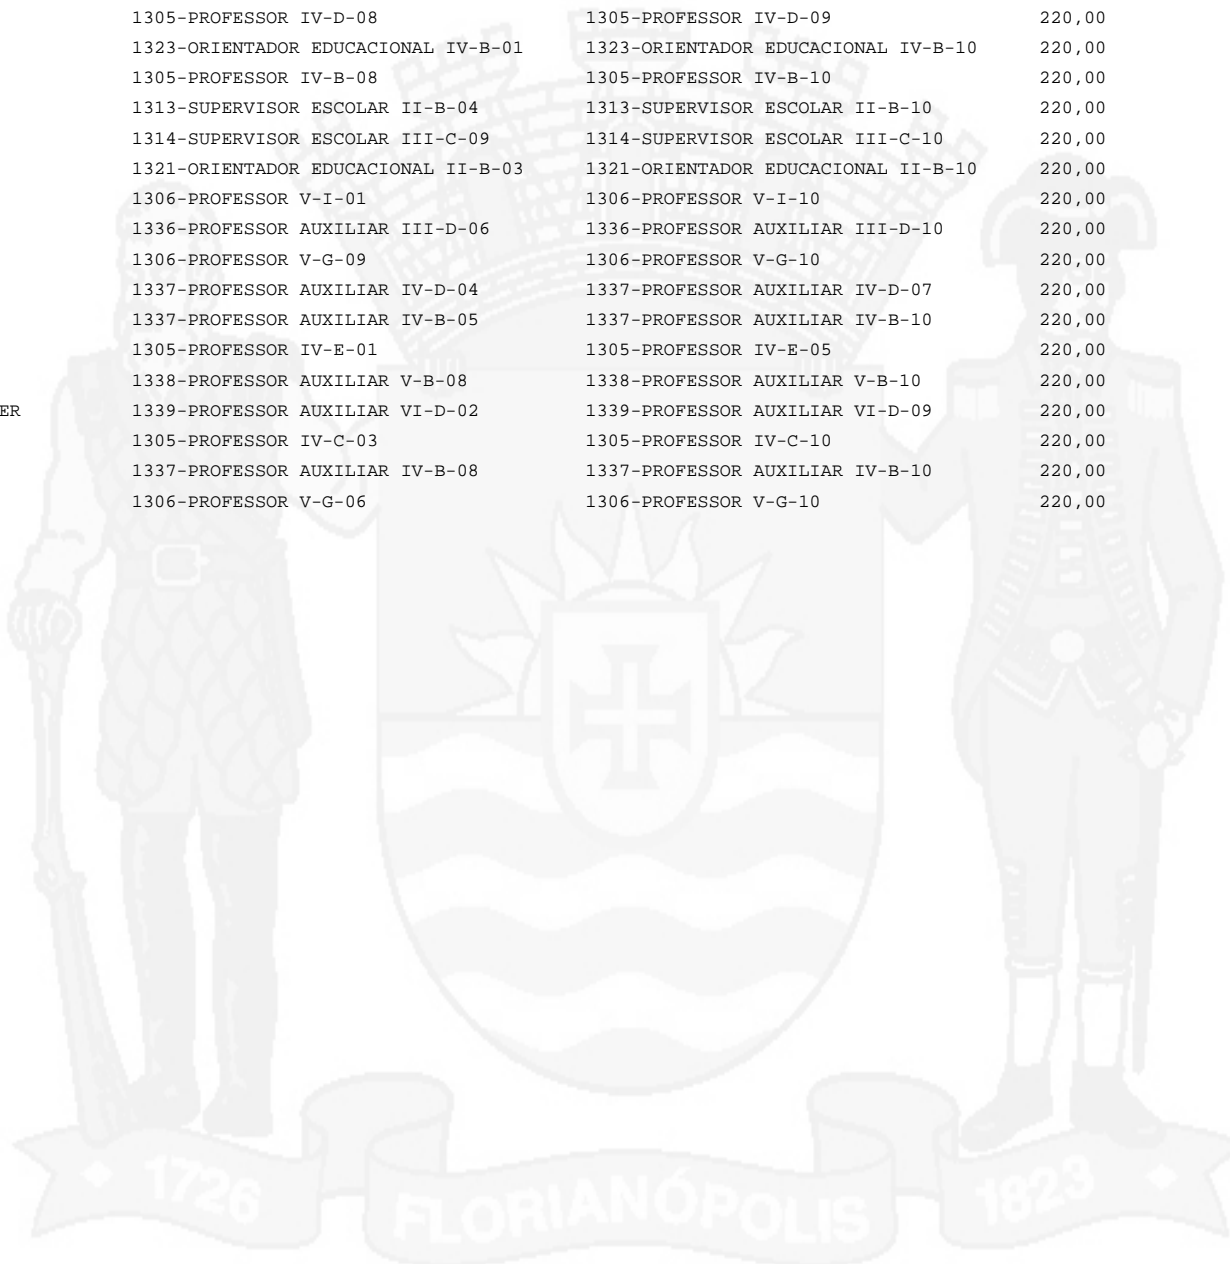 1305-PROFESSOR IV-D-08 1305-PROFESSOR IV-D-09 220,00
1323-ORIENTADOR EDUCACIONAL IV-B-01 1323-ORIENTADOR EDUCACIONAL IV-B-10 220,00
1305-PROFESSOR IV-B-08 1305-PROFESSOR IV-B-10 220,00
1313-SUPERVISOR ESCOLAR II-B-04 1313-SUPERVISOR ESCOLAR II-B-10 220,00
1314-SUPERVISOR ESCOLAR III-C-09 1314-SUPERVISOR ESCOLAR III-C-10 220,00
1321-ORIENTADOR EDUCACIONAL II-B-03 1321-ORIENTADOR EDUCACIONAL II-B-10 220,00
1306-PROFESSOR V-I-01 1306-PROFESSOR V-I-10 220,00
1336-PROFESSOR AUXILIAR III-D-06 1336-PROFESSOR AUXILIAR III-D-10 220,00
1306-PROFESSOR V-G-09 1306-PROFESSOR V-G-10 220,00
1337-PROFESSOR AUXILIAR IV-D-04 1337-PROFESSOR AUXILIAR IV-D-07 220,00
1337-PROFESSOR AUXILIAR IV-B-05 1337-PROFESSOR AUXILIAR IV-B-10 220,00
1305-PROFESSOR IV-E-01 1305-PROFESSOR IV-E-05 220,00
1338-PROFESSOR AUXILIAR V-B-08 1338-PROFESSOR AUXILIAR V-B-10 220,00
ER 1339-PROFESSOR AUXILIAR VI-D-02 1339-PROFESSOR AUXILIAR VI-D-09 220,00
1305-PROFESSOR IV-C-03 1305-PROFESSOR IV-C-10 220,00
1337-PROFESSOR AUXILIAR IV-B-08 1337-PROFESSOR AUXILIAR IV-B-10 220,00
1306-PROFESSOR V-G-06 1306-PROFESSOR V-G-10 220,00
1726 FLORIANÓPOLIS 1823